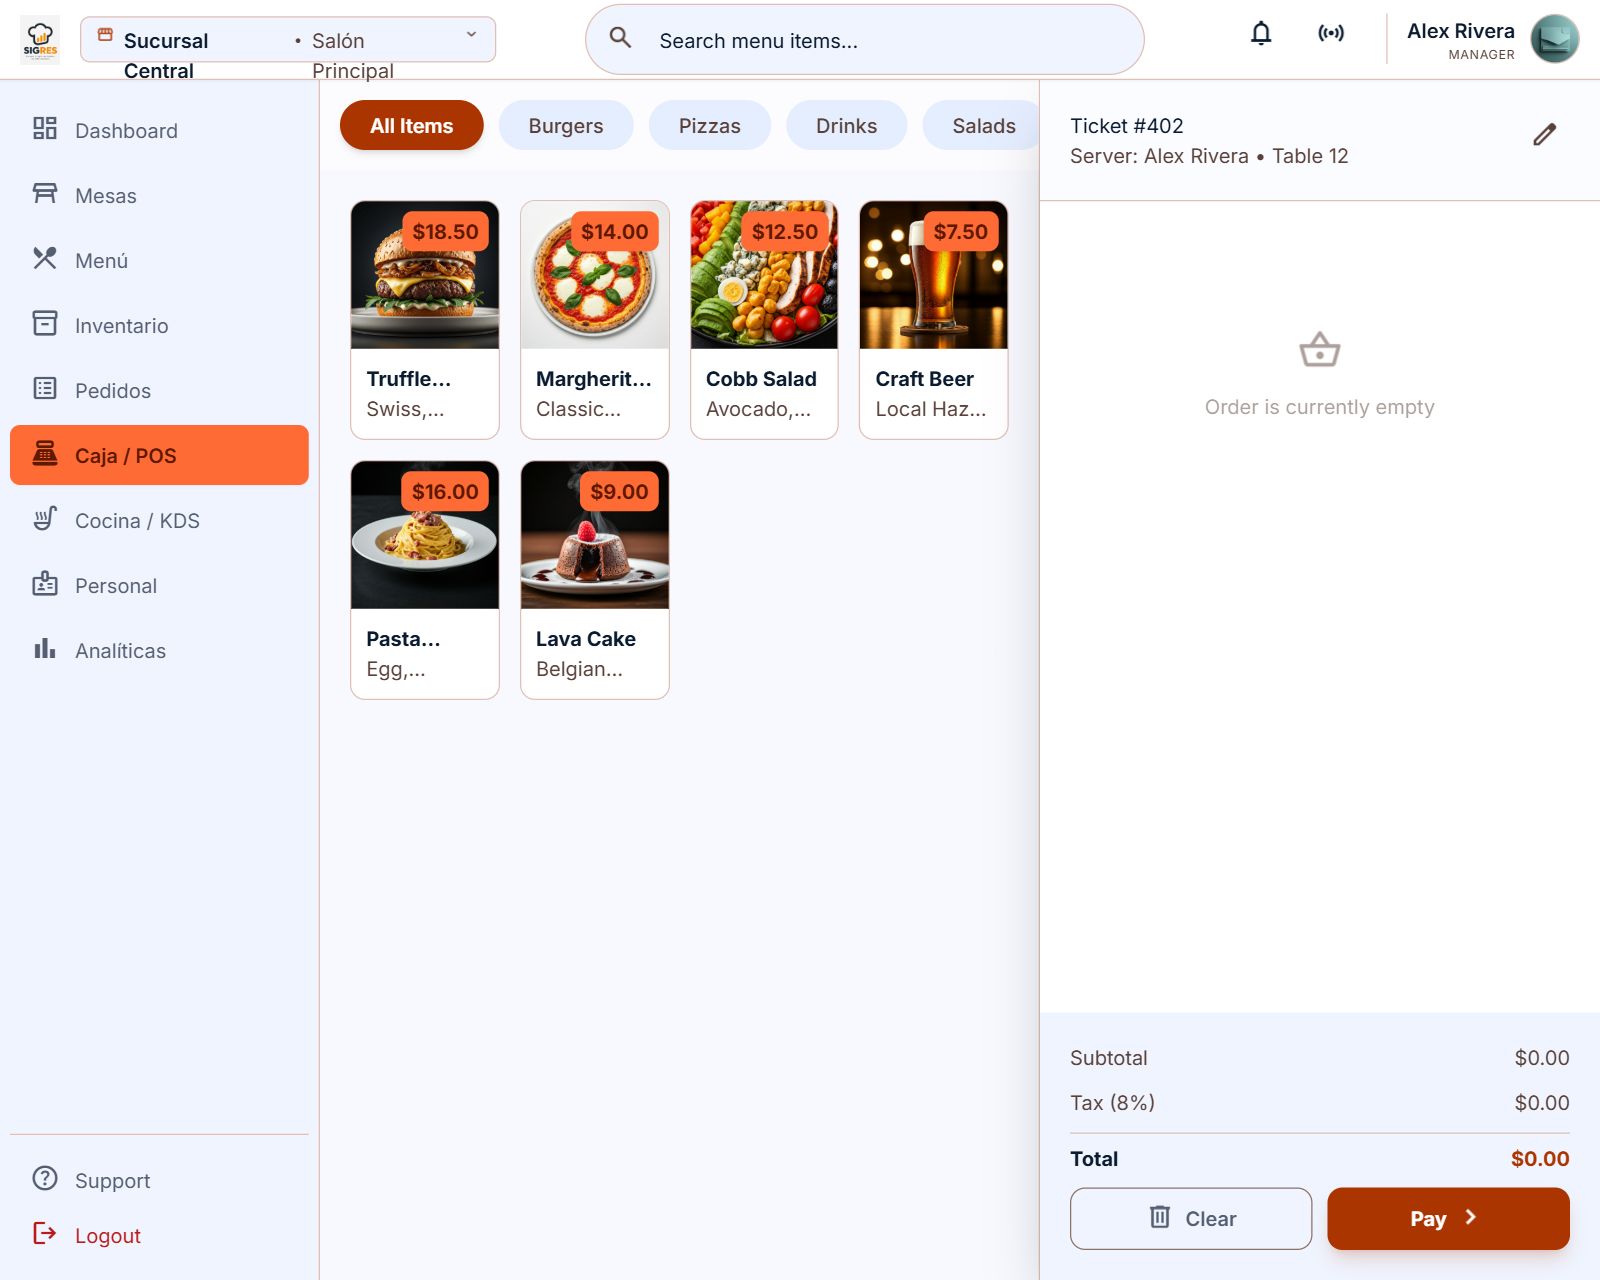 SIGRES
Sucursal Central
• Salón Principal
Search menu items...
Alex Rivera
MANAGER
Dashboard
Mesas
Menú
Inventario
Pedidos
Caja / POS
Cocina / KDS
Personal
Analíticas
Support
Logout
All Items
Burgers
Pizzas
Drinks
Salads
$18.50
Truffle...
Swiss,...
$14.00
Margherit...
Classic...
$12.50
Cobb Salad
Avocado,...
$7.50
Craft Beer
Local Haz...
$16.00
Pasta...
Egg,...
$9.00
Lava Cake
Belgian...
Ticket #402
Server: Alex Rivera • Table 12
Order is currently empty
Subtotal $0.00
Tax (8%) $0.00
Total $0.00
Clear
Pay